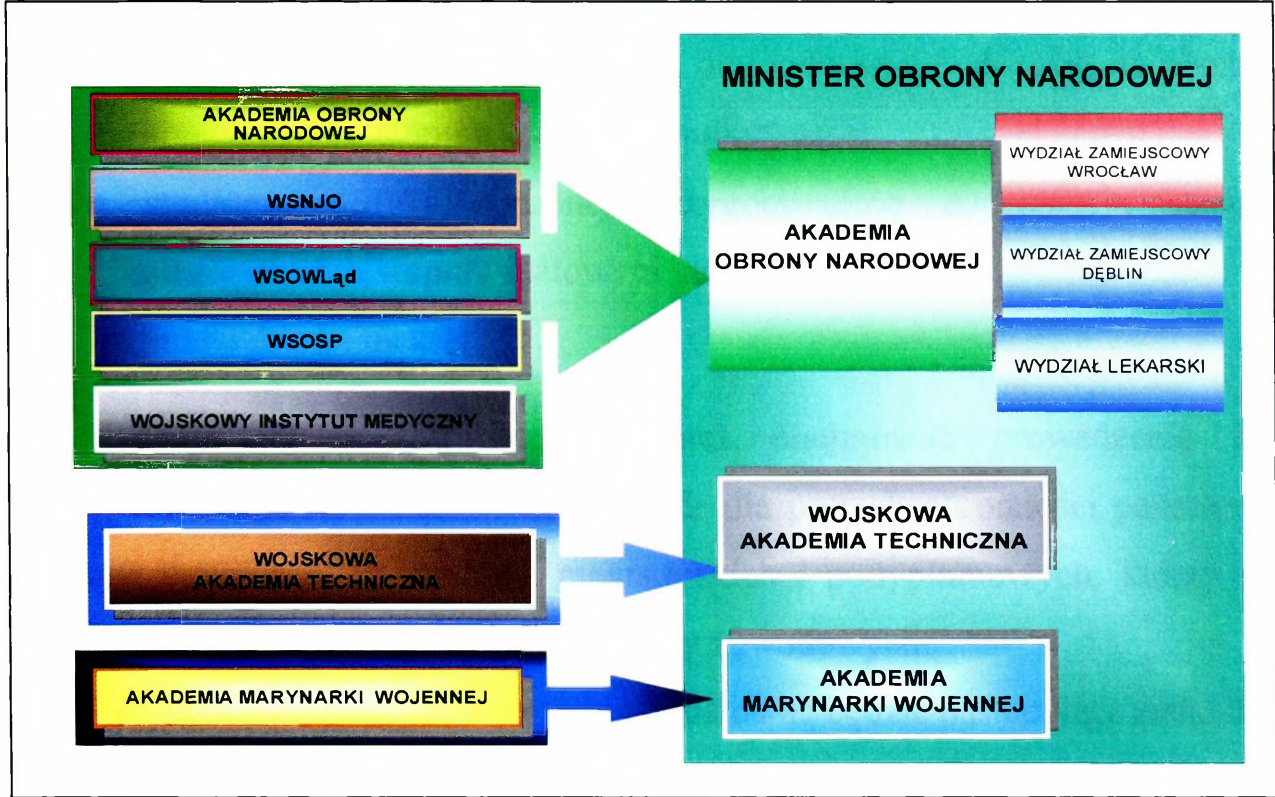 AKADEMIA OBRONY
NARODOWEJ
WSNJO
WSOWLąd
WSOSP
WOJSKOWY INSTYTUT MEDYCZNY
WOJSKOWA
AKADEMIA TECHNICZNA
AKADEMIA MARYNARKI WOJENNEJ
MINISTER OBRONY NARODOWEJ
AKADEMIA
OBRONY NARODOWEJ
WYDZIAŁ ZAMIEJSCOWY
WROCŁAW
WYDZIAŁ ZAMIEJSCOWY
DĘBLIN
WYDZIAŁ LEKARSKI
WOJSKOWA
AKADEMIA TECHNICZNA
AKADEMIA
MARYNARKI WOJENNEJ